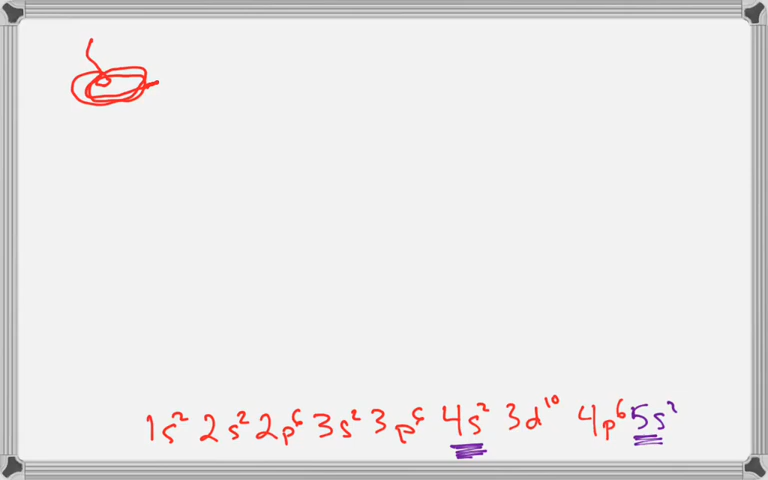 1s² 2s² 2p⁶ 3s² 3p⁶ 4s² 3d¹⁰ 4p⁶ 5s²